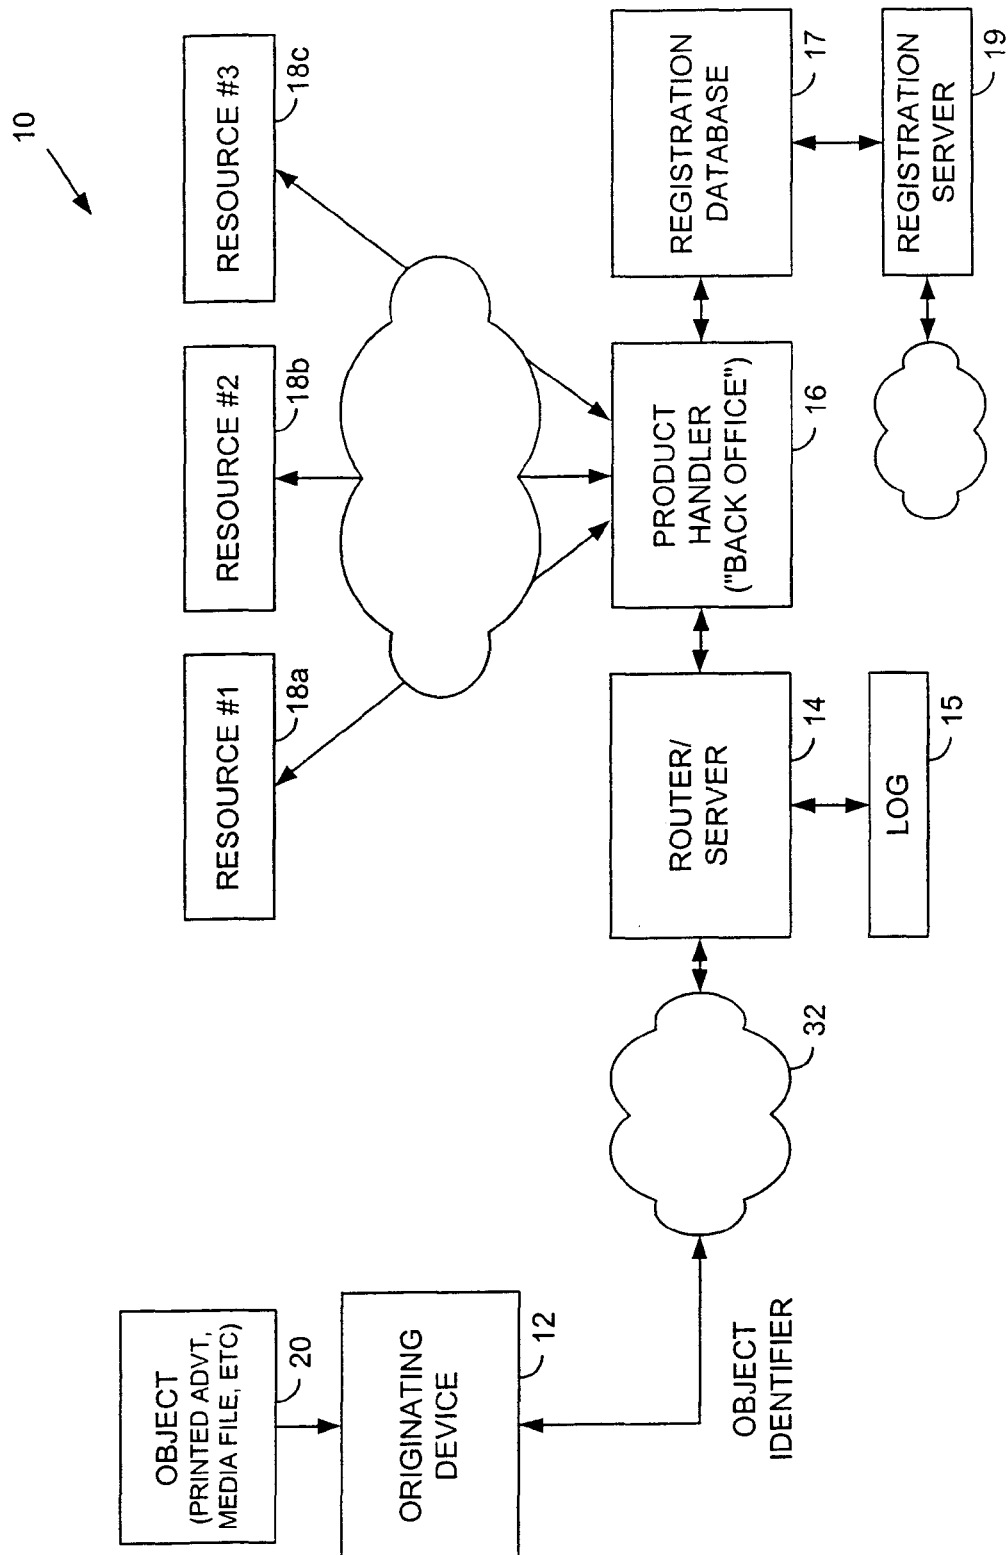 10
OBJECT
(PRINTED ADVT,
MEDIA FILE, ETC)
20
ORIGINATING
DEVICE
12
OBJECT
IDENTIFIER
32
RESOURCE #1
18a
RESOURCE #2
18b
RESOURCE #3
18c
ROUTER/
SERVER
14
LOG
15
PRODUCT
HANDLER
("BACK OFFICE")
16
REGISTRATION
DATABASE
17
REGISTRATION
SERVER
19